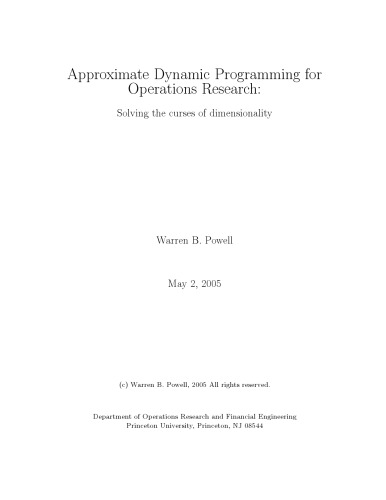 Approximate Dynamic Programming for
Operations Research:
Solving the curses of dimensionality
Warren B. Powell
May 2, 2005
(c) Warren B. Powell, 2005 All rights reserved.
Department of Operations Research and Financial Engineering
Princeton University, Princeton, NJ 08544